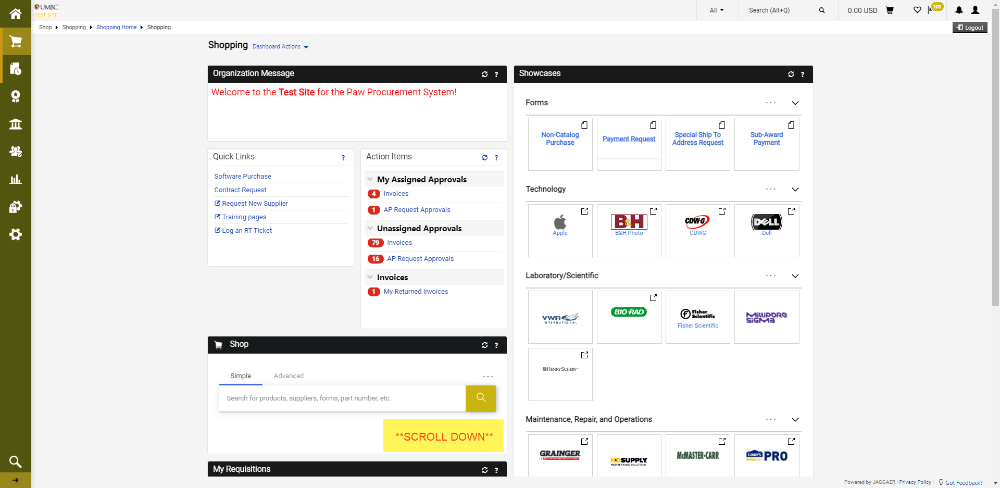 UMBC
TEST SITE
All
Search (Alt+Q)
0.00 USD
101
Shop
Shopping
Shopping Home
Shopping
Logout
Shopping
Dashboard Actions
Organization Message
?
Welcome to the Test Site for the Paw Procurement System!
Quick Links
?
Software Purchase
Contract Request
Request New Supplier
Training pages
Log an RT Ticket
Action Items
?
My Assigned Approvals
4 Invoices
1 AP Request Approvals
Unassigned Approvals
79 Invoices
16 AP Request Approvals
Invoices
1 My Returned Invoices
Shop
?
Simple
Advanced
...
Search for products, suppliers, forms, part number, etc.
**SCROLL DOWN**
My Requisitions
?
Showcases
?
Forms
...
Non-Catalog
Purchase
Payment Request
Special Ship To
Address Request
Sub-Award
Payment
Technology
...
Apple
B&H
B&H Photo
CDW·G
CDWG
DELL
Dell
Laboratory/Scientific
...
VWR
INTERNATIONAL
BIO-RAD
Fisher
Scientific
Fisher Scientific
MILLIPORE
SIGMA
HENRY SCHEIN®
Maintenance, Repair, and Operations
...
GRAINGER
HDSUPPLY
MAINTENANCE SOLUTIONS
McMASTER-CARR
LOWE'S PRO
Powered by JAGGAER | Privacy Policy |
Got Feedback?